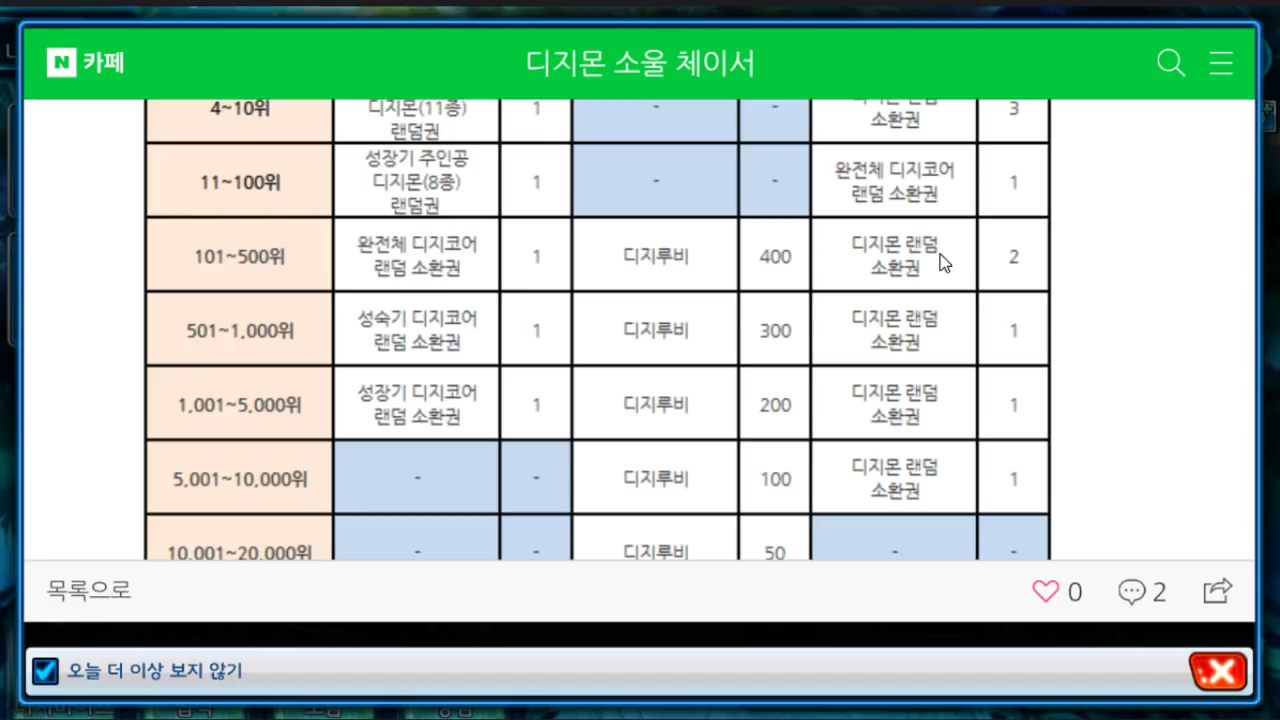 N 카페
디지몬 소울 체이서
4~10위
디지몬(11종)
랜덤권
1
-
-
소환권
3
11~100위
성장기 주인공
디지몬(8종)
랜덤권
1
-
-
완전체 디지코어
랜덤 소환권
1
101~500위
완전체 디지코어
랜덤 소환권
1
디지루비
400
디지몬 랜덤
소환권
2
501~1,000위
성숙기 디지코어
랜덤 소환권
1
디지루비
300
디지몬 랜덤
소환권
1
1,001~5,000위
성장기 디지코어
랜덤 소환권
1
디지루비
200
디지몬 랜덤
소환권
1
5,001~10,000위
-
-
디지루비
100
디지몬 랜덤
소환권
1
10,001~20,000위
-
-
디지루비
50
-
-
목록으로
0
2
오늘 더 이상 보지 않기